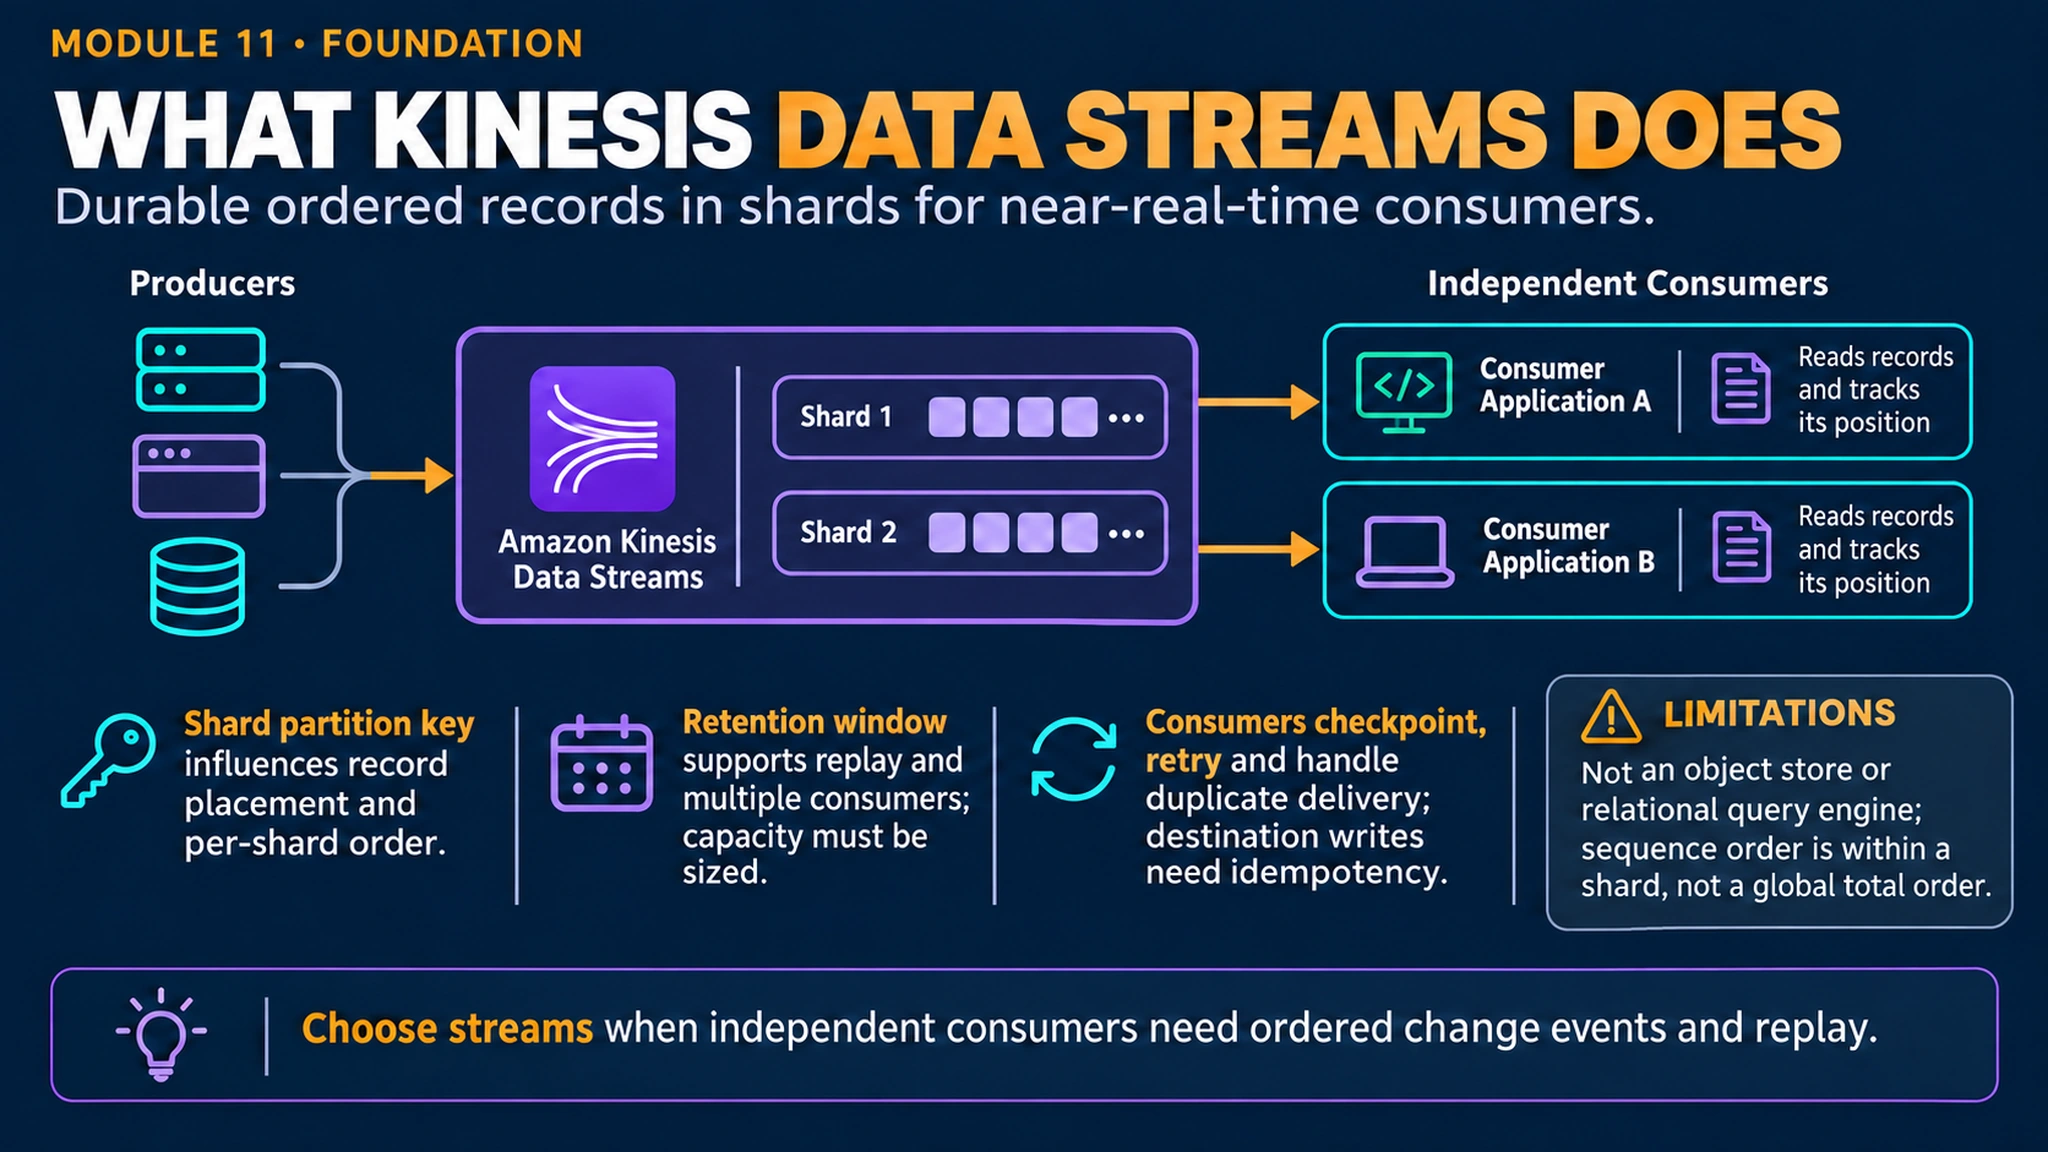 MODULE 11 • FOUNDATION
WHAT KINESIS DATA STREAMS DOES
Durable ordered records in shards for near-real-time consumers.
Producers
Independent Consumers
Amazon Kinesis
Data Streams
Shard 1
Shard 2
Consumer
Application A
Reads records
and tracks
its position
Consumer
Application B
Reads records
and tracks
its position
Shard partition key
influences record
placement and
per-shard order.
Retention window
supports replay and
multiple consumers;
capacity must be
sized.
Consumers checkpoint,
retry and handle
duplicate delivery;
destination writes
need idempotency.
LIMITATIONS
Not an object store or
relational query engine;
sequence order is within a
shard, not a global total order.
Choose streams when independent consumers need ordered change events and replay.